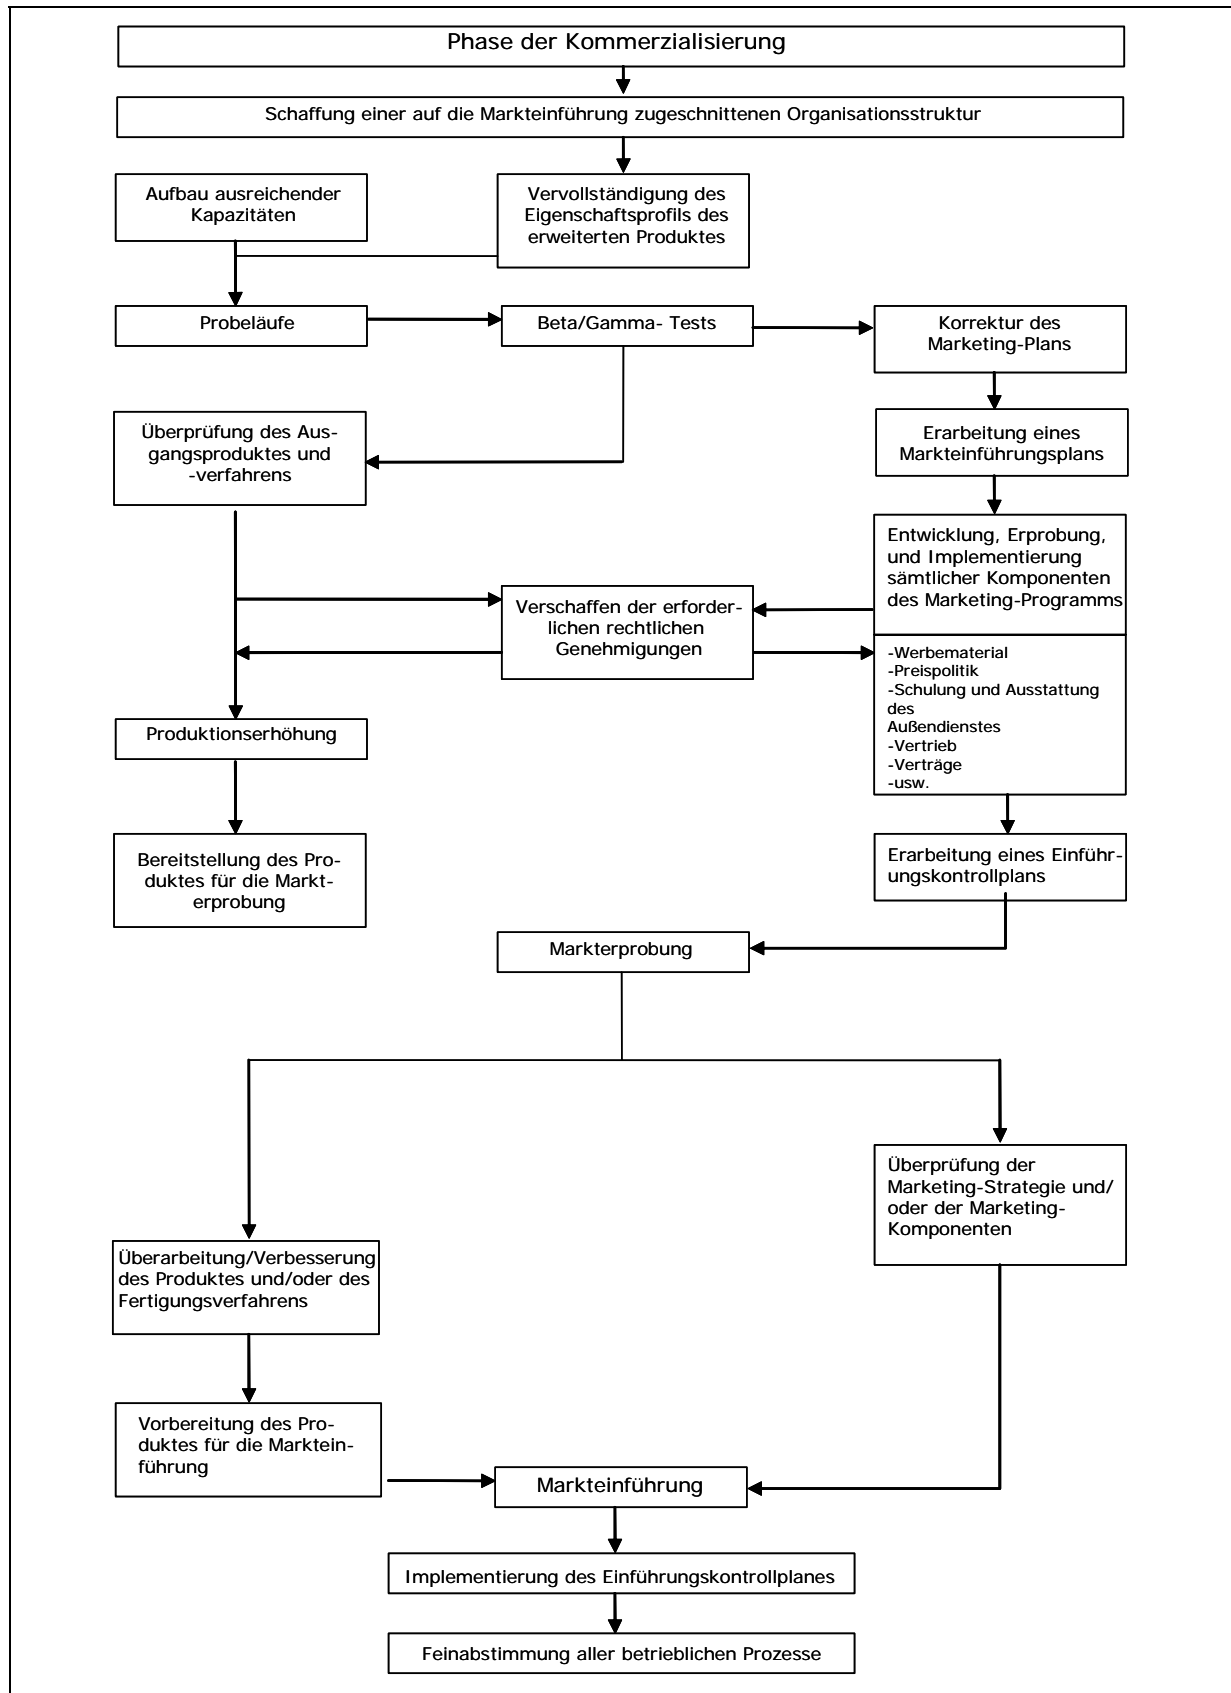 Phase der Kommerzialisierung
Schaffung einer auf die Markteinführung zugeschnittenen Organisationsstruktur
Aufbau ausreichender
Kapazitäten
Vervollständigung des
Eigenschaftsprofils des
erweiterten Produktes
Probeläufe
Beta/Gamma- Tests
Korrektur des
Marketing-Plans
Überprüfung des Aus-
gangsproduktes und
-verfahrens
Erarbeitung eines
Markteinführungsplans
Entwicklung, Erprobung,
und Implementierung
sämtlicher Komponenten
des Marketing-Programms
Verschaffen der erforder-
lichen rechtlichen
Genehmigungen
-Werbematerial
-Preispolitik
-Schulung und Ausstattung
des
Außendienstes
-Vertrieb
-Verträge
-usw.
Produktionserhöhung
Bereitstellung des Pro-
duktes für die Markt-
erprobung
Erarbeitung eines Einführ-
ungskontrollplans
Markterprobung
Überprüfung der
Marketing-Strategie und/
oder der Marketing-
Komponenten
Überarbeitung/Verbesserung
des Produktes und/oder des
Fertigungsverfahrens
Vorbereitung des Pro-
duktes für die Marktein-
führung
Markteinführung
Implementierung des Einführungskontrollplanes
Feinabstimmung aller betrieblichen Prozesse